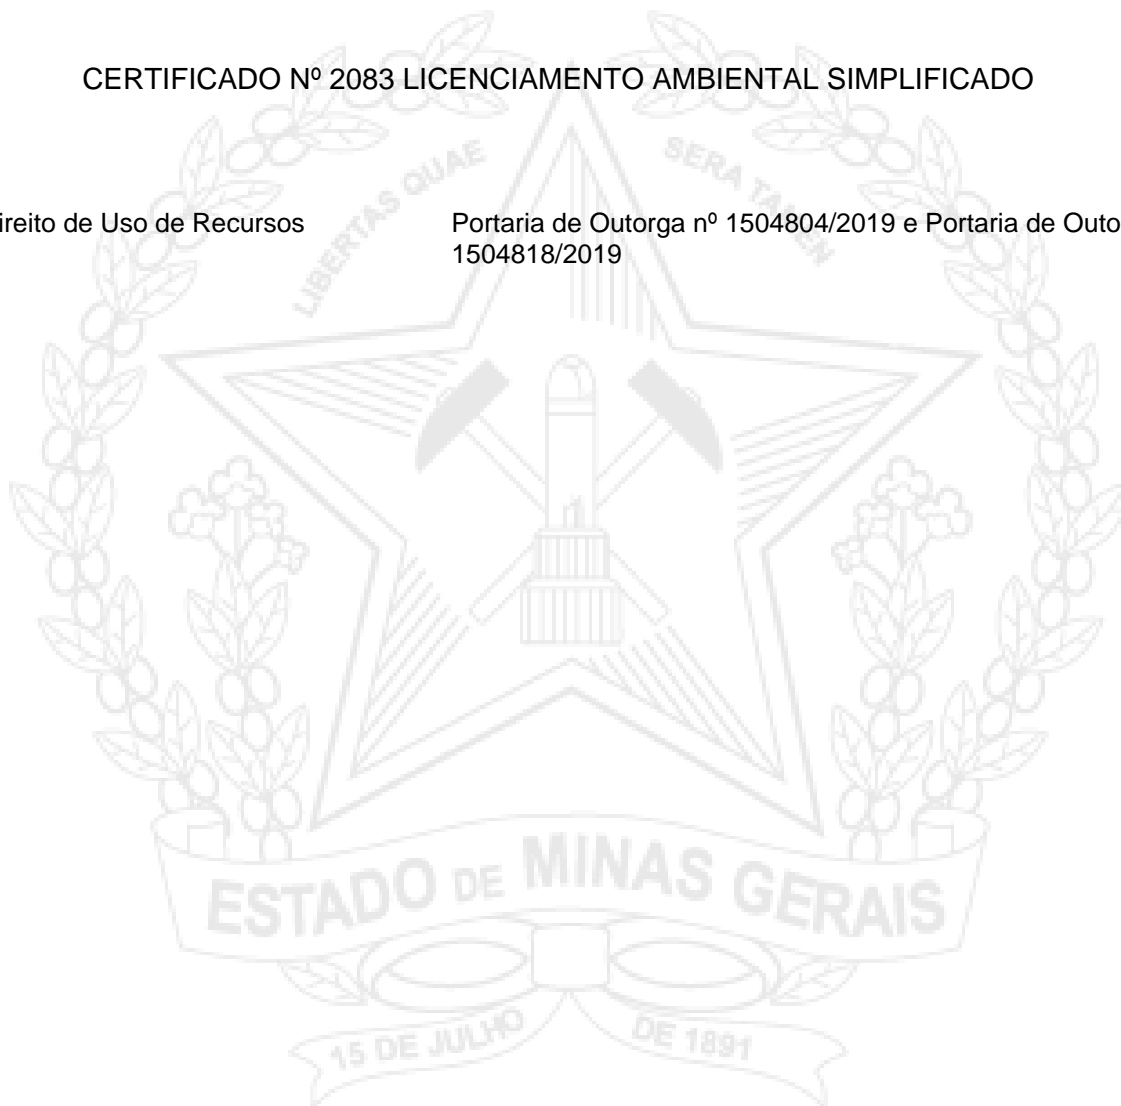 CERTIFICADO Nº 2083 LICENCIAMENTO AMBIENTAL SIMPLIFICADO
LIBERTAS QUAE SERA TAMEN
ireito de Uso de Recursos
Portaria de Outorga nº 1504804/2019 e Portaria de Outo
1504818/2019
ESTADO DE MINAS GERAIS
15 DE JULHO DE 1891